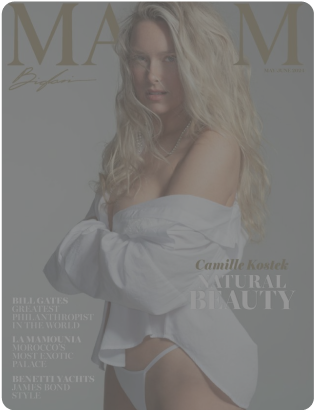 MAXIM
Camille Kostek
NATURAL
BEAUTY
BILL GATES
GREATEST
PHILANTHROPIST
IN THE WORLD
LA MAMOUNIA
MOROCCO'S
MOST EXOTIC
PALACE
BENETTI YACHTS
JAMES BOND
STYLE